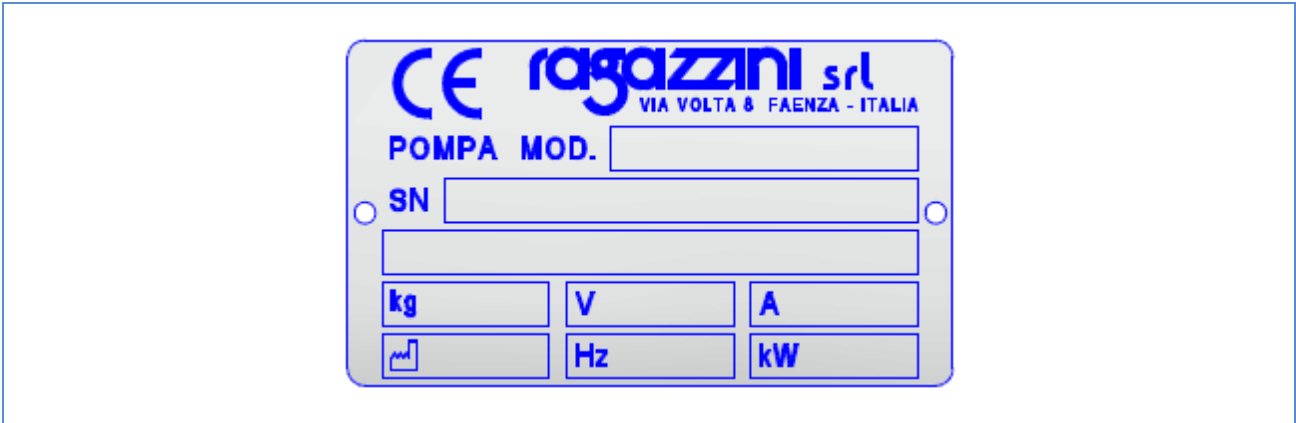 CE ragazzini srl
VIA VOLTA 8 FAENZA - ITALIA
POMPA MOD.
SN
kg V A
Hz kW